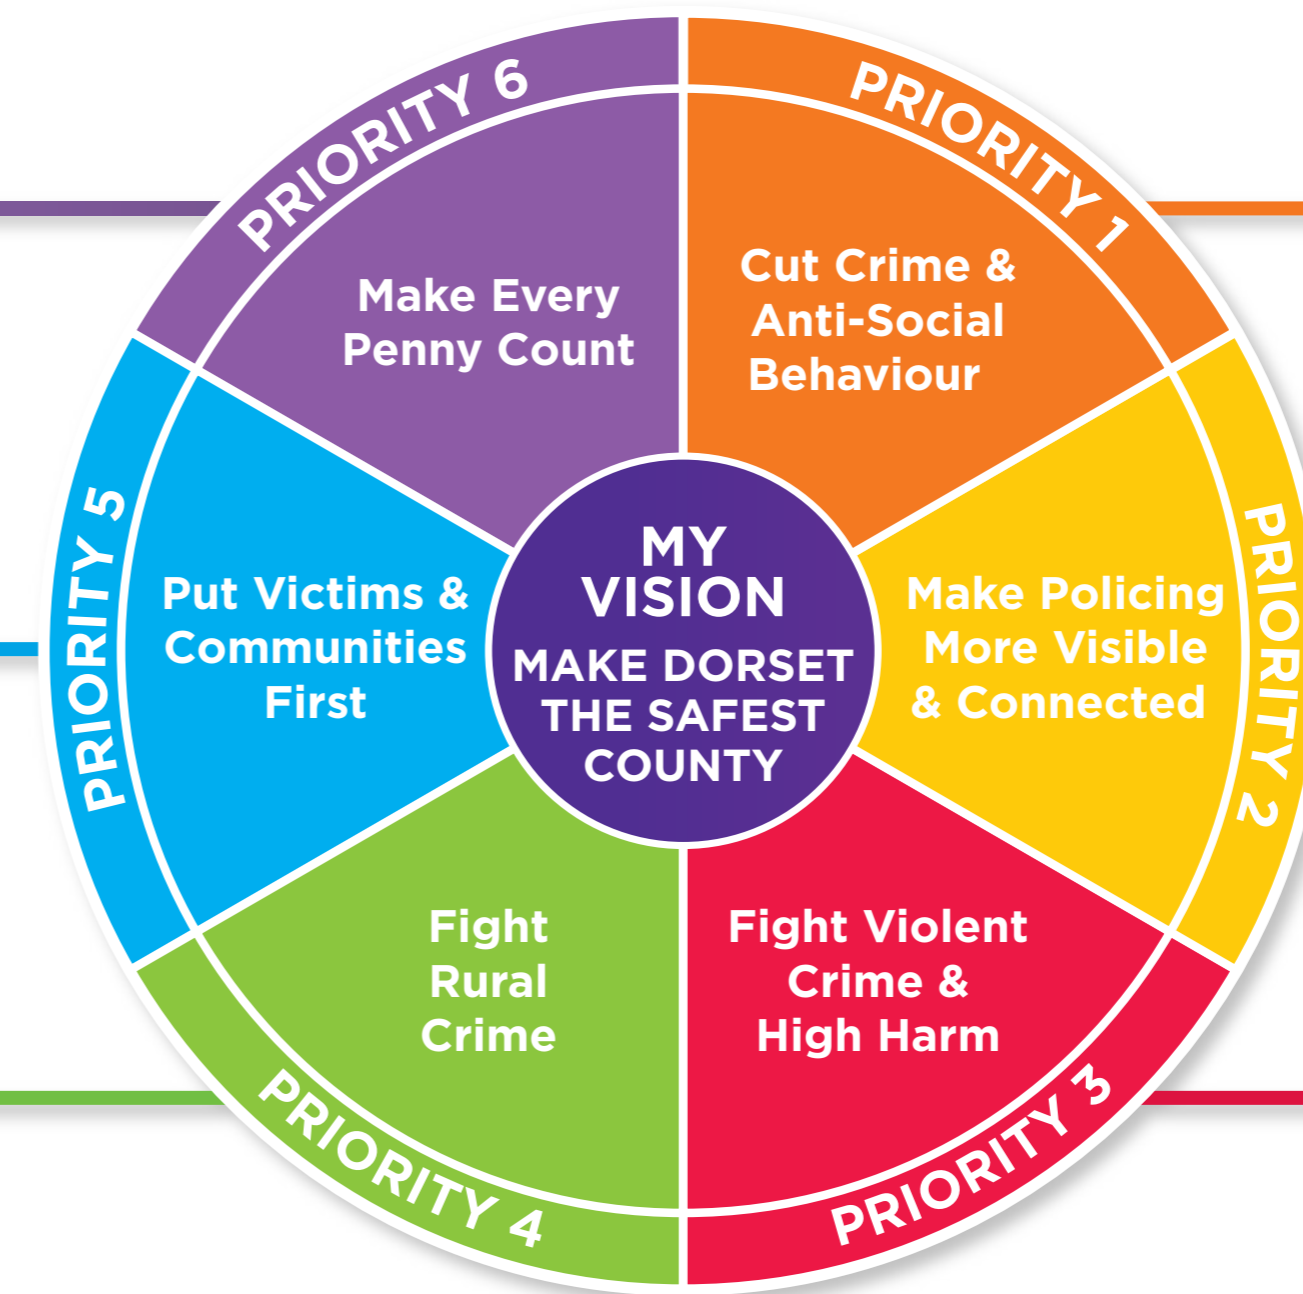 MY
VISION
MAKE DORSET
THE SAFEST
COUNTY
PRIORITY 1
Cut Crime &
Anti-Social
Behaviour
PRIORITY 2
Make Policing
More Visible
& Connected
PRIORITY 3
Fight Violent
Crime &
High Harm
PRIORITY 4
Fight
Rural
Crime
PRIORITY 5
Put Victims &
Communities
First
PRIORITY 6
Make Every
Penny Count